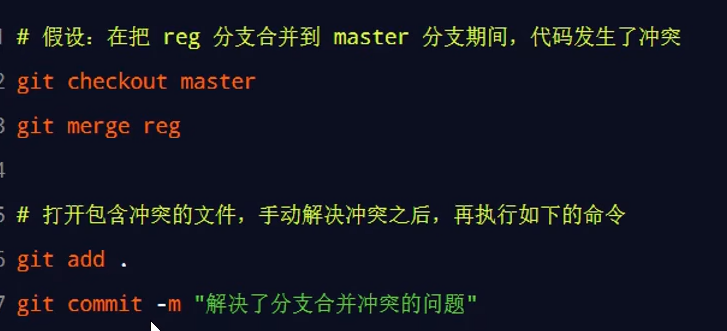 1 # 假设：在把 reg 分支合并到 master 分支期间，代码发生了冲突
2 git checkout master
3 git merge reg
4
5 # 打开包含冲突的文件，手动解决冲突之后，再执行如下的命令
6 git add .
7 git commit -m "解决了分支合并冲突的问题"